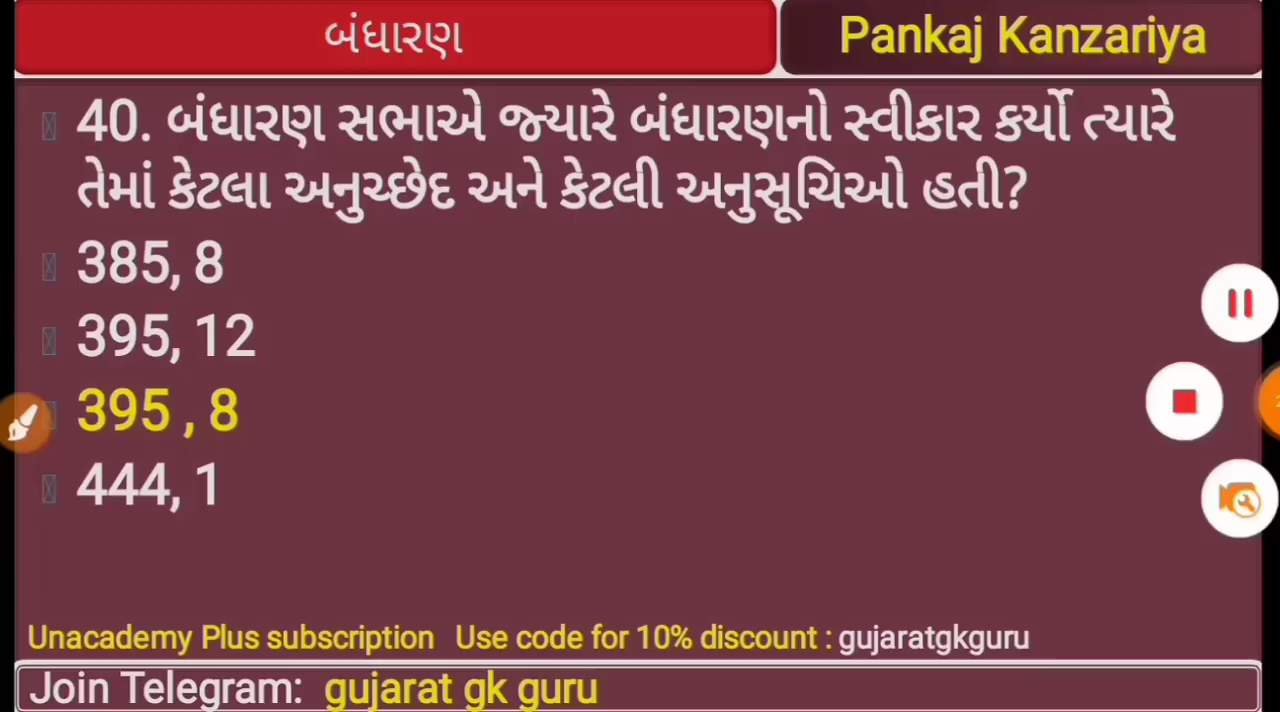 બંધારણ
Pankaj Kanzariya
40. બંધારણ સભાએ જ્યારે બંધારણનો સ્વીકાર કર્યો ત્યારે
તેમાં કેટલા અનુચ્છેદ અને કેટલી અનુસૂચિઓ હતી?
385, 8
395, 12
395 , 8
444, 1
Unacademy Plus subscription Use code for 10% discount : gujaratgkguru
Join Telegram: gujarat gk guru